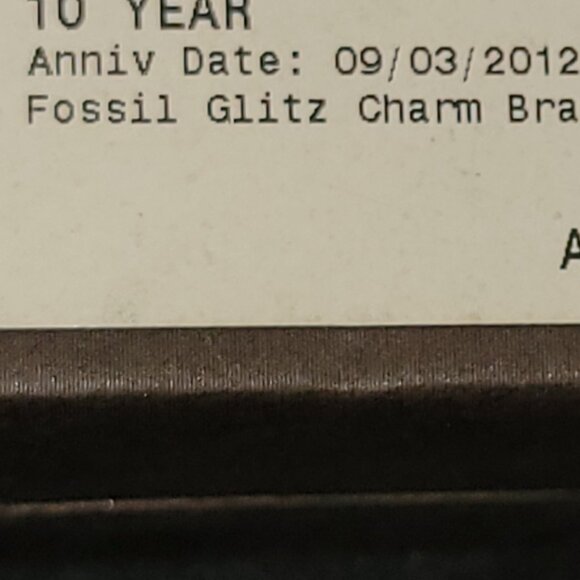 10 YEAR
Anniv Date: 09/03/2012
Fossil Glitz Charm Bra
A